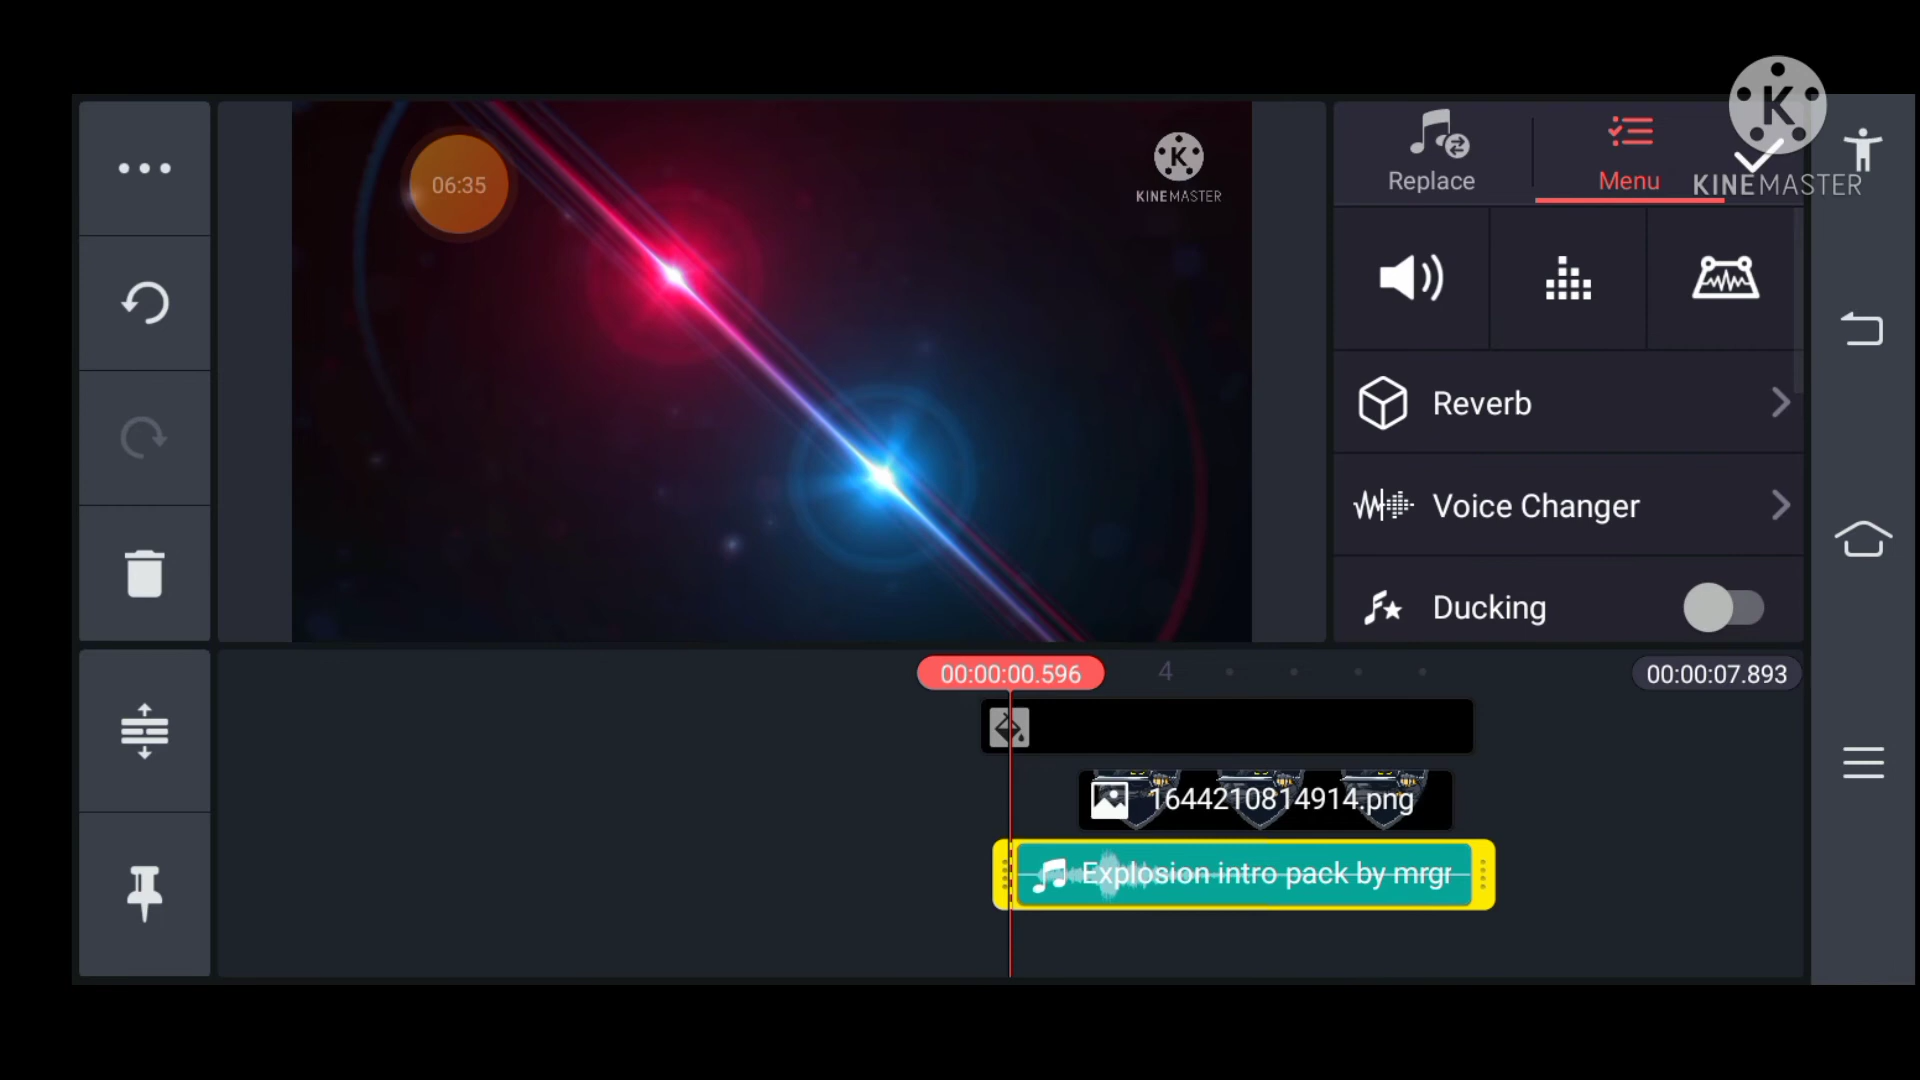 06:35
KINEMASTER
Replace
Menu
KINEMASTER
Reverb
Voice Changer
Ducking
00:00:00.596
4
00:00:07.893
1644210814914.png
Explosion intro pack by mrgr